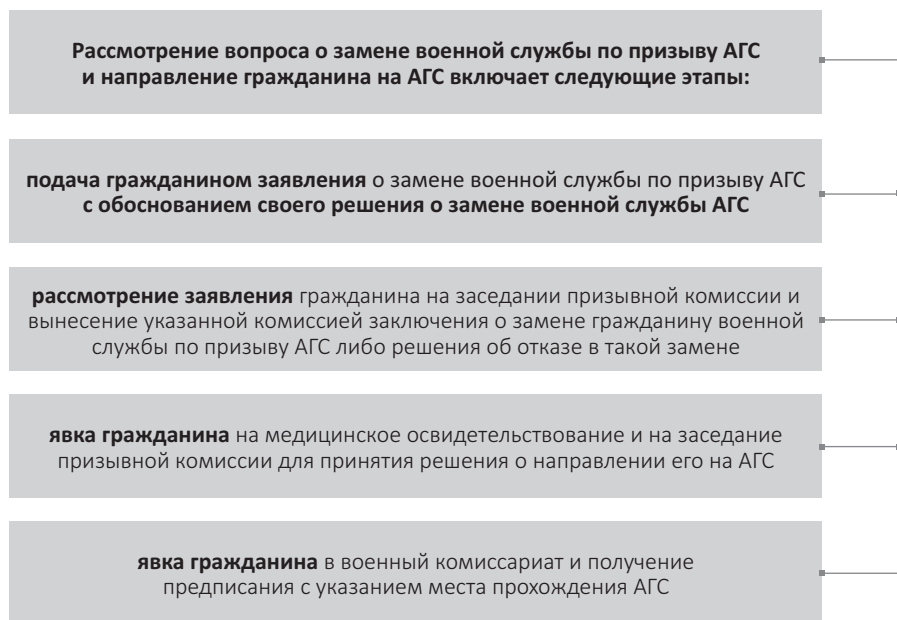 Рассмотрение вопроса о замене военной службы по призыву АГС
и направление гражданина на АГС включает следующие этапы:
подача гражданином заявления о замене военной службы по призыву АГС
с обоснованием своего решения о замене военной службы АГС
рассмотрение заявления гражданина на заседании призывной комиссии и
вынесение указанной комиссией заключения о замене гражданину военной
службы по призыву АГС либо решения об отказе в такой замене
явка гражданина на медицинское освидетельствование и на заседание
призывной комиссии для принятия решения о направлении его на АГС
явка гражданина в военный комиссариат и получение
предписания с указанием места прохождения АГС